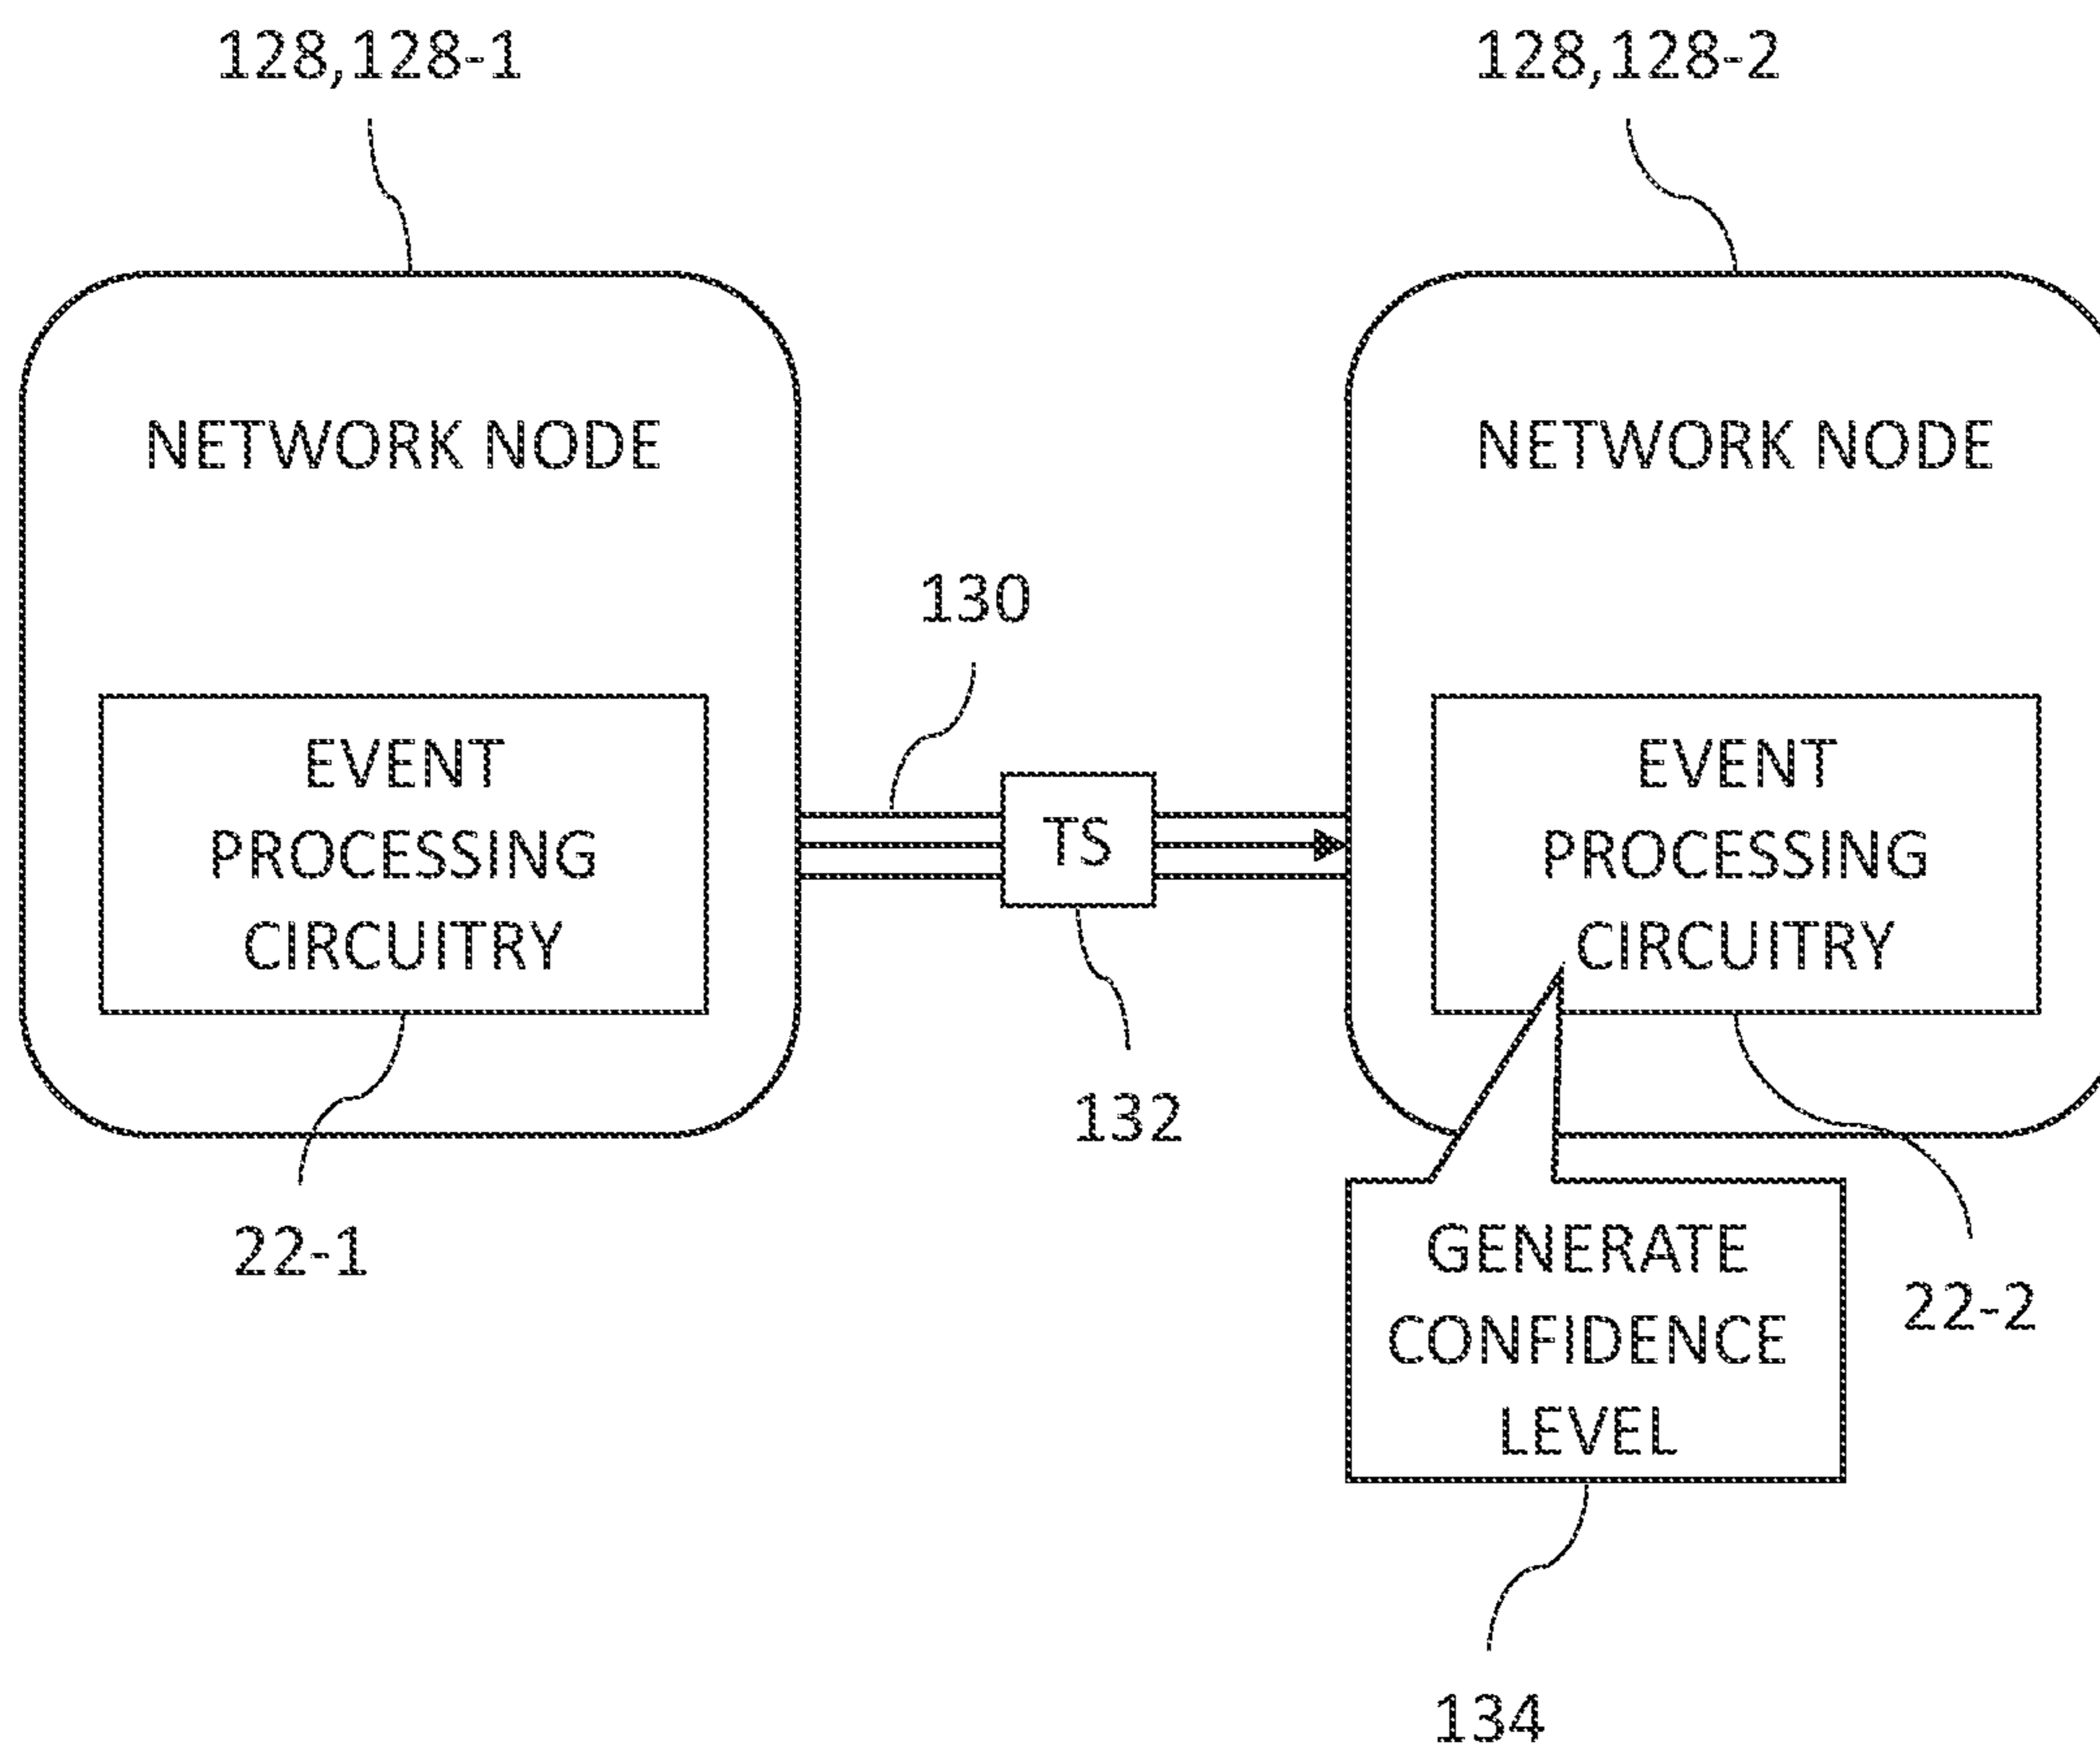 128,128-1
128,128-2
NETWORK NODE
NETWORK NODE
130
EVENT
PROCESSING
CIRCUITRY
TS
EVENT
PROCESSING
CIRCUITRY
132
22-1
GENERATE
CONFIDENCE
LEVEL
22-2
134